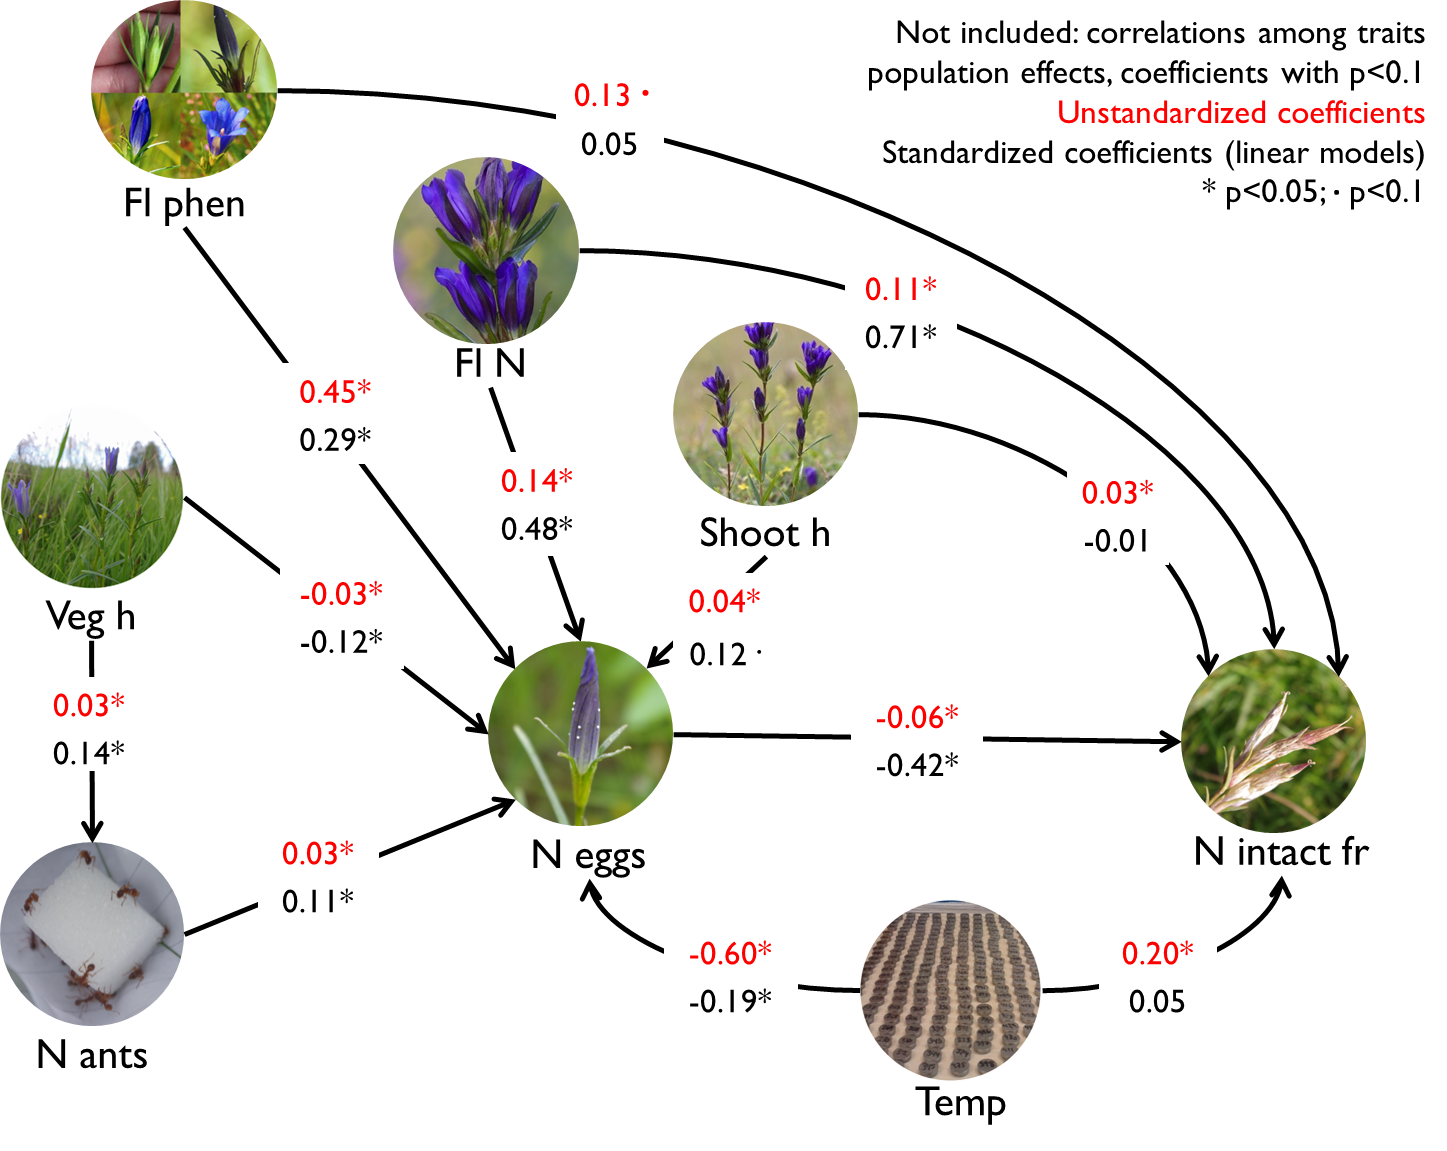 Not included: correlations among traits
population effects, coefficients with p<0.1
Unstandardized coefficients
Standardized coefficients (linear models)
* p<0.05; · p<0.1
0.13 ·
0.05
Fl phen
0.11*
0.71*
Fl N
0.45*
0.29*
0.14*
0.48*
0.03*
-0.01
Shoot h
-0.03*
-0.12*
0.04*
0.12 ·
Veg h
0.03*
0.14*
-0.06*
-0.42*
0.03*
0.11*
N eggs
N intact fr
-0.60*
-0.19*
0.20*
0.05
N ants
Temp